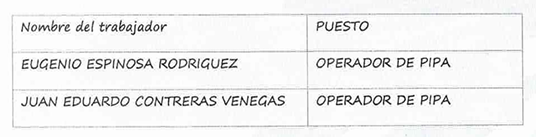 Nombre del trabajador PUESTO
EUGENIO ESPINOSA RODRIGUEZ OPERADOR DE PIPA
JUAN EDUARDO CONTRERAS VENEGAS OPERADOR DE PIPA